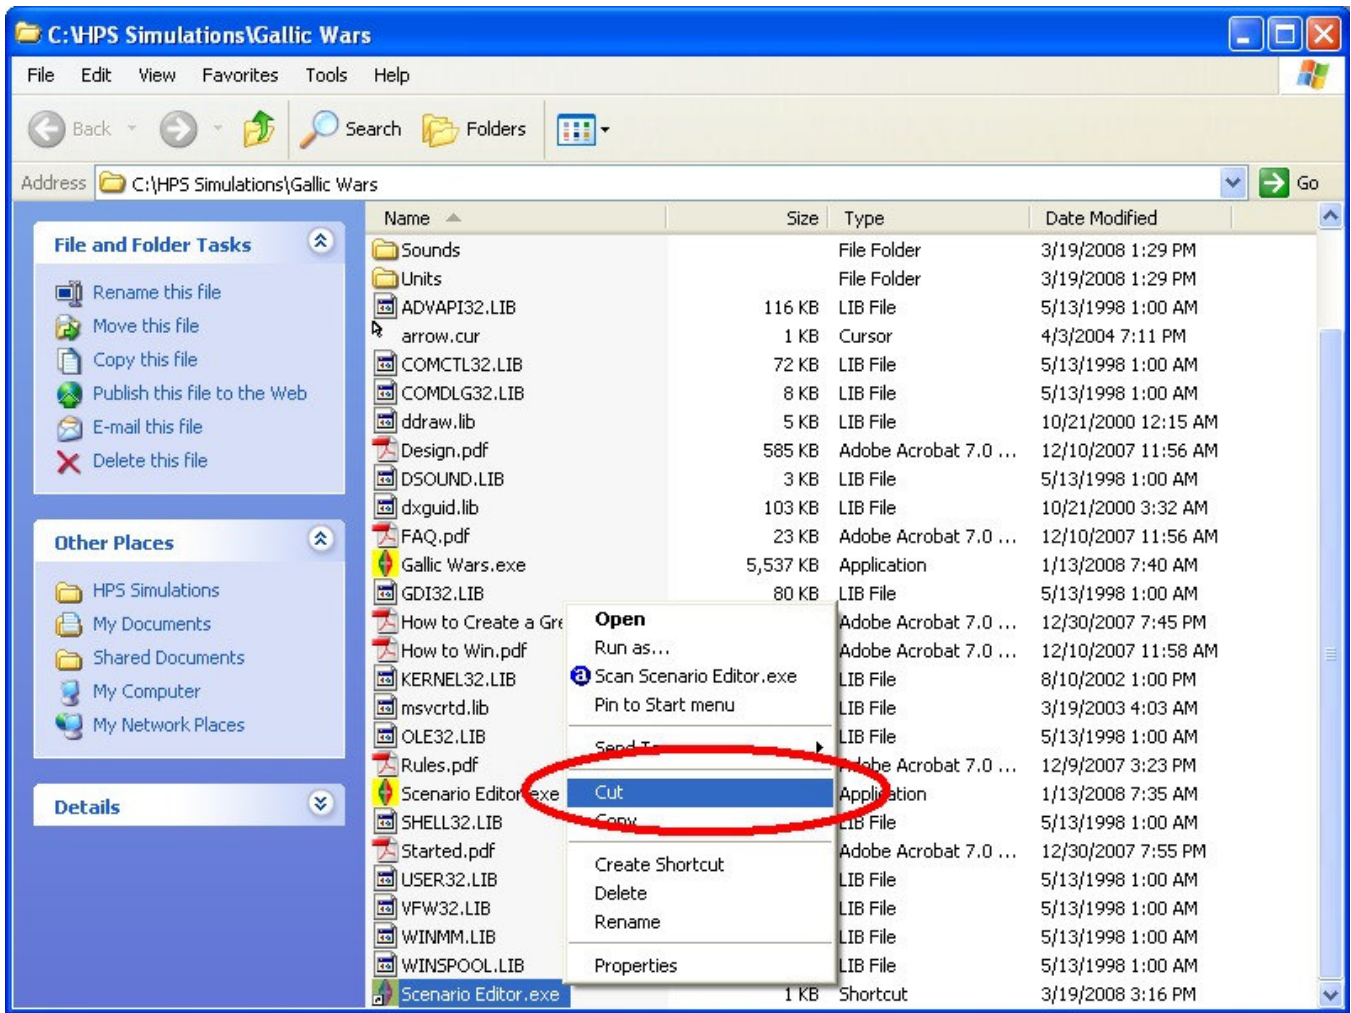 C:\HPS Simulations\Gallic Wars
File Edit View Favorites Tools Help
Back Search Folders
Address C:\HPS Simulations\Gallic Wars Go
Name Size Type Date Modified
File and Folder Tasks
Rename this file
Move this file
Copy this file
Publish this file to the Web
E-mail this file
Delete this file
Other Places
HPS Simulations
My Documents
Shared Documents
My Computer
My Network Places
Details
Sounds File Folder 3/19/2008 1:29 PM
Units File Folder 3/19/2008 1:29 PM
ADVAPI32.LIB 116 KB LIB File 5/13/1998 1:00 AM
arrow.cur 1 KB Cursor 4/3/2004 7:11 PM
COMCTL32.LIB 72 KB LIB File 5/13/1998 1:00 AM
COMDLG32.LIB 8 KB LIB File 5/13/1998 1:00 AM
ddraw.lib 5 KB LIB File 10/21/2000 12:15 AM
Design.pdf 585 KB Adobe Acrobat 7.0 ... 12/10/2007 11:56 AM
DSOUND.LIB 3 KB LIB File 5/13/1998 1:00 AM
dxguid.lib 103 KB LIB File 10/21/2000 3:32 AM
FAQ.pdf 23 KB Adobe Acrobat 7.0 ... 12/10/2007 11:56 AM
Gallic Wars.exe 5,537 KB Application 1/13/2008 7:40 AM
GDI32.LIB 80 KB LIB File 5/13/1998 1:00 AM
How to Create a Gre Adobe Acrobat 7.0 ... 12/30/2007 7:45 PM
How to Win.pdf Adobe Acrobat 7.0 ... 12/10/2007 11:58 AM
KERNEL32.LIB LIB File 8/10/2002 1:00 PM
msvcrtd.lib LIB File 3/19/2003 4:03 AM
OLE32.LIB LIB File 5/13/1998 1:00 AM
Rules.pdf Adobe Acrobat 7.0 ... 12/9/2007 3:23 PM
Scenario Editor.exe Application 1/13/2008 7:35 AM
SHELL32.LIB LIB File 5/13/1998 1:00 AM
Started.pdf Adobe Acrobat 7.0 ... 12/30/2007 7:55 PM
USER32.LIB LIB File 5/13/1998 1:00 AM
VFW32.LIB LIB File 5/13/1998 1:00 AM
WINMM.LIB LIB File 5/13/1998 1:00 AM
WINSPOOL.LIB LIB File 5/13/1998 1:00 AM
Scenario Editor.exe 1 KB Shortcut 3/19/2008 3:16 PM
Open
Run as...
Scan Scenario Editor.exe
Pin to Start menu
Send To
Cut
Copy
Create Shortcut
Delete
Rename
Properties